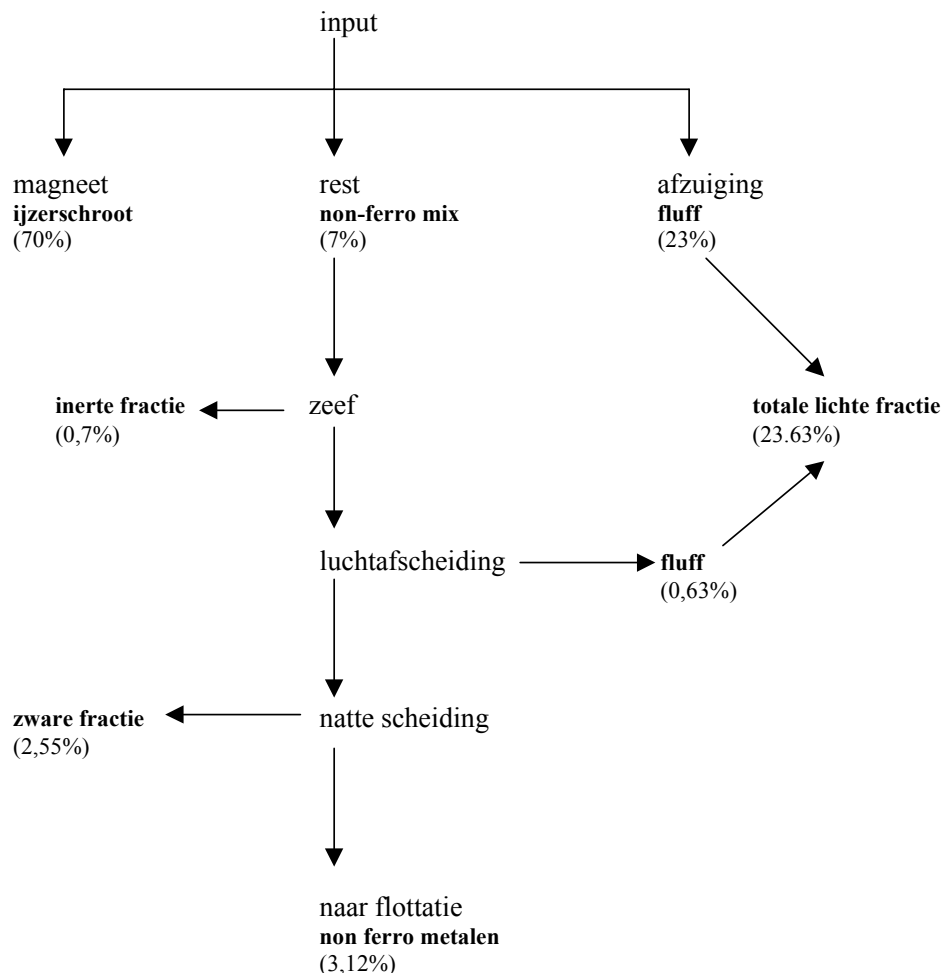 input
magneet
ijzerschroot
(70%)
rest
non-ferro mix
(7%)
afzuiging
fluff
(23%)
inerte fractie
(0,7%)
zeef
totale lichte fractie
(23.63%)
luchtafscheiding
fluff
(0,63%)
zware fractie
(2,55%)
natte scheiding
naar flottatie
non ferro metalen
(3,12%)